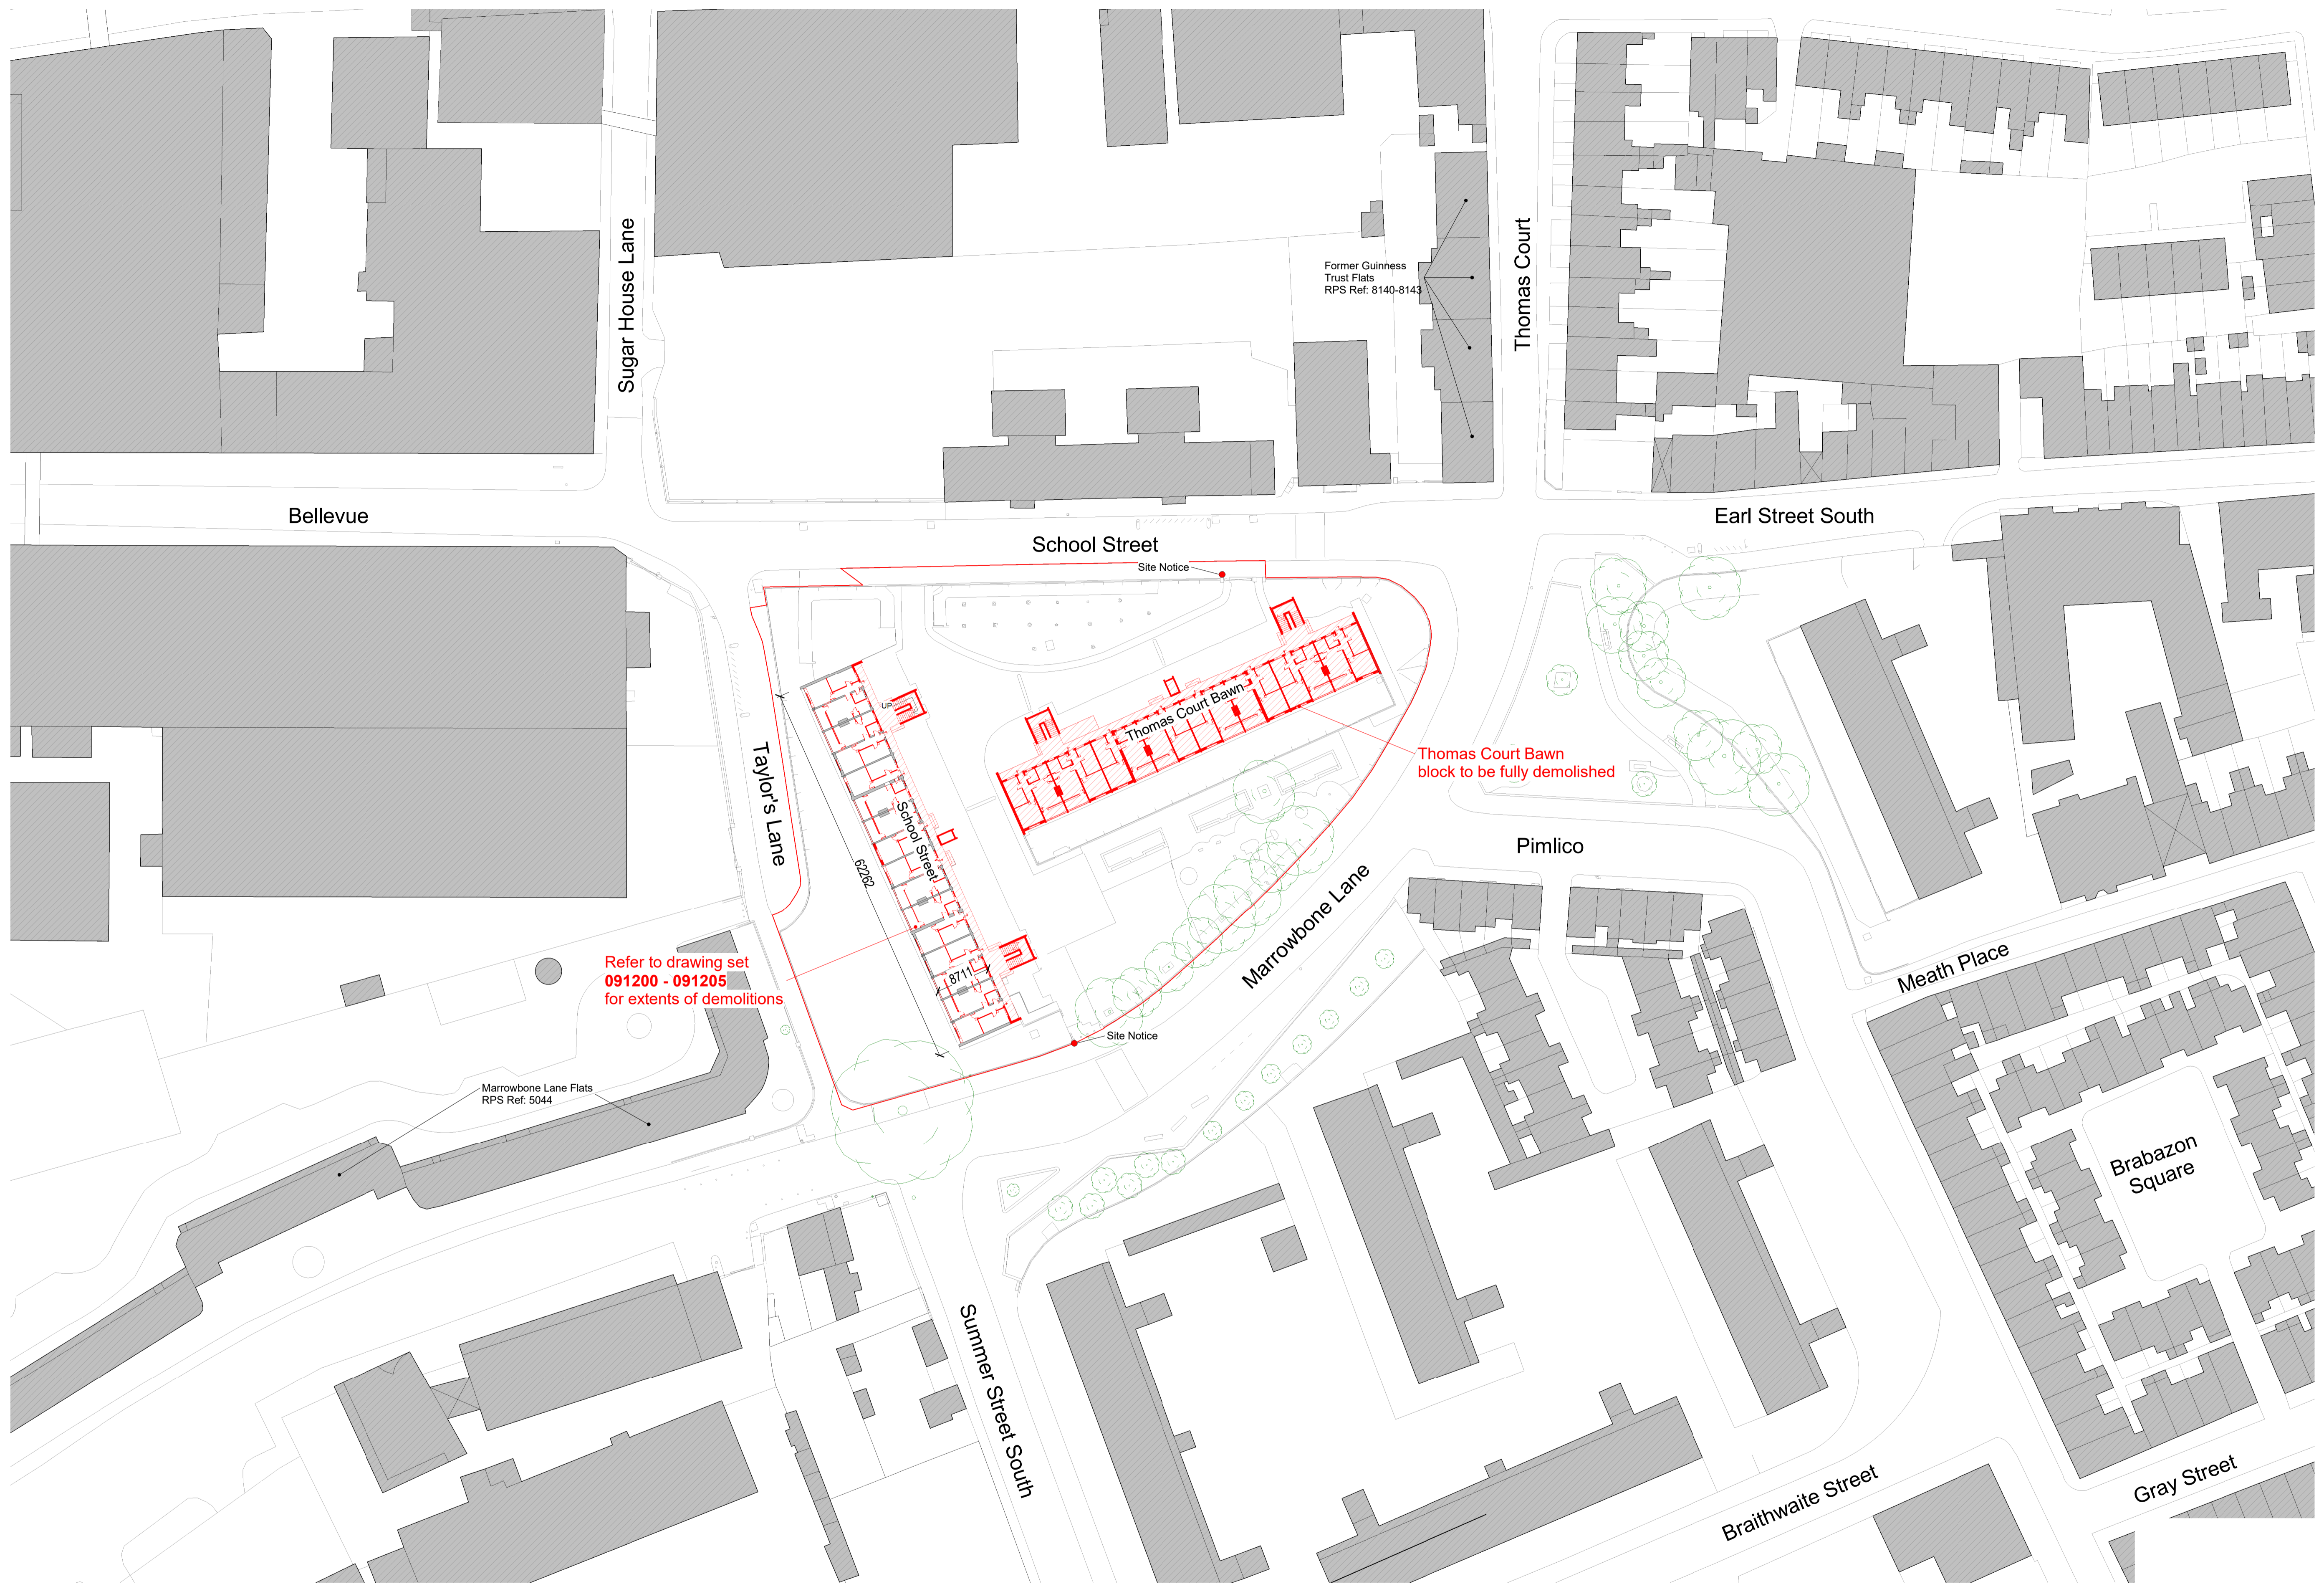 Sugar House Lane
Former Guinness
Trust Flats
RPS Ref: 8140-8143
Thomas Court
Bellevue
School Street
Earl Street South
Site Notice
Thomas Court Bawn
UP
Thomas Court Bawn
block to be fully demolished
Taylor's Lane
School Street
62262
8711
Pimlico
Marrowbone Lane
Meath Place
Refer to drawing set
091200 - 091205
for extents of demolitions
Site Notice
Marrowbone Lane Flats
RPS Ref: 5044
Brabazon
Square
Summer Street South
Braithwaite Street
Gray Street